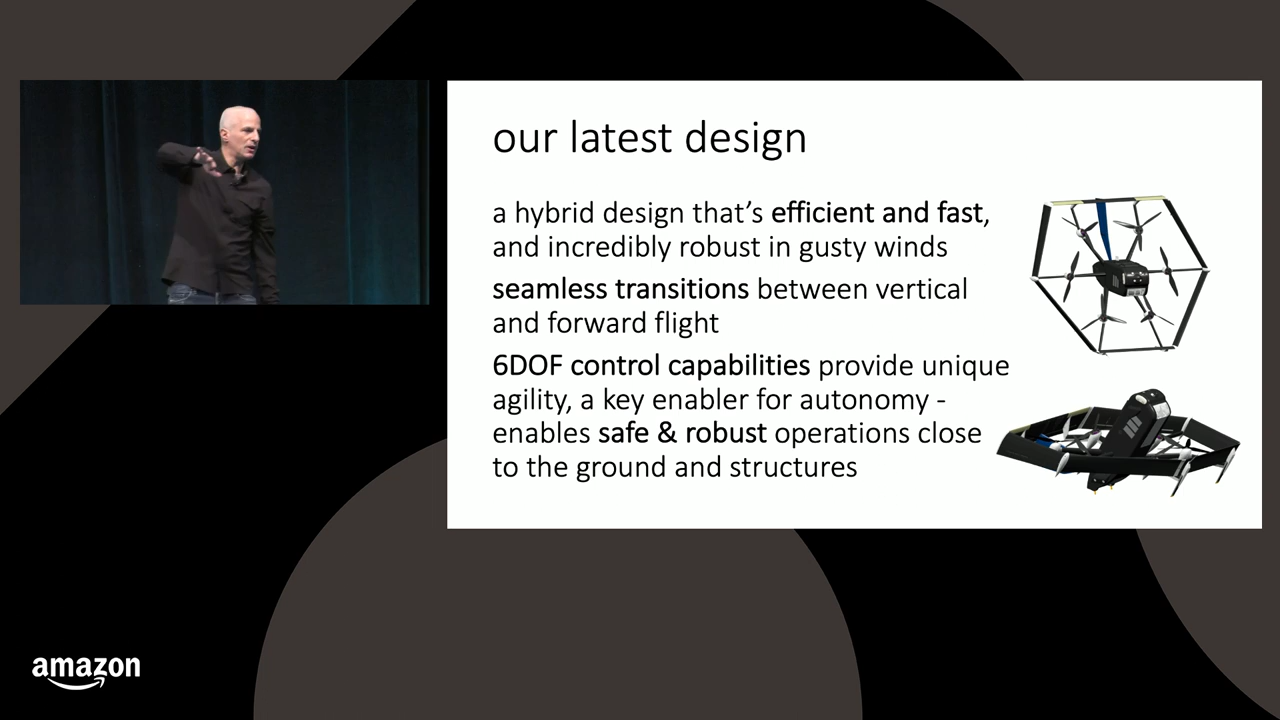 our latest design
a hybrid design that’s efficient and fast,
and incredibly robust in gusty winds
seamless transitions between vertical
and forward flight
6DOF control capabilities provide unique
agility, a key enabler for autonomy -
enables safe & robust operations close
to the ground and structures
amazon